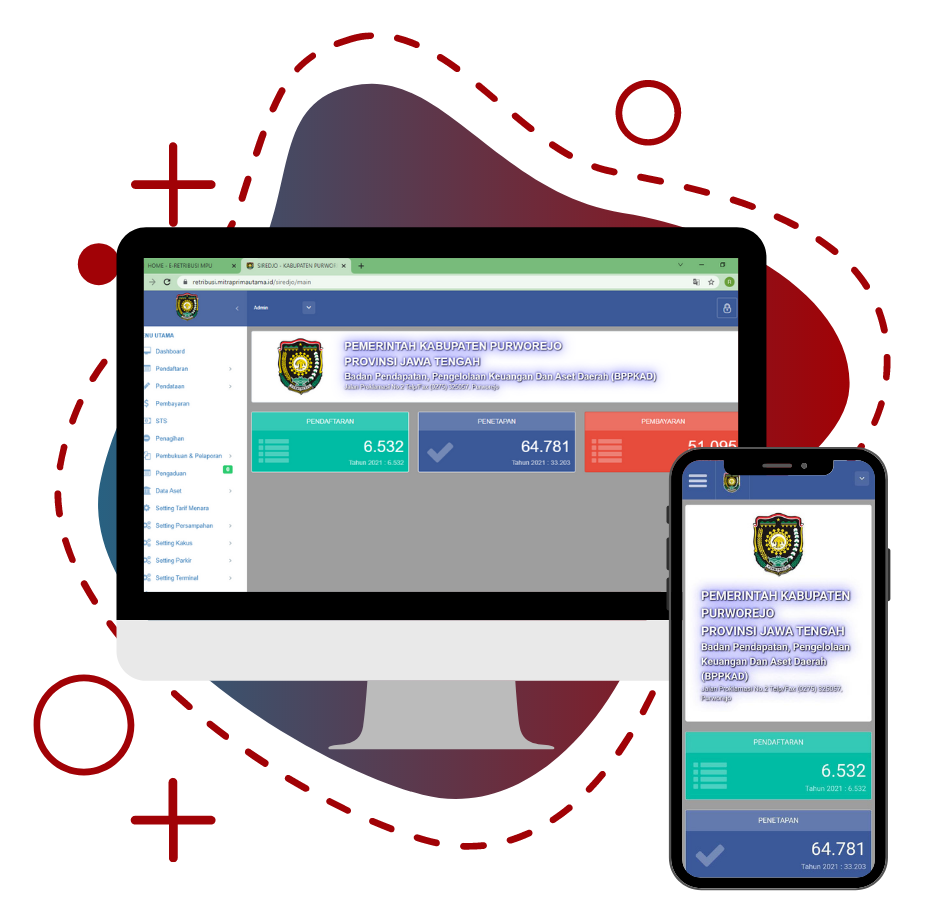 HOME - E-RETRIBUSI MPU
SIREDJO - KABUPATEN PURWOR
retribusi.mitraprimautama.id/siredjo/main
Admin
NU UTAMA
Dashboard
Pendaftaran
Pendataan
Pembayaran
STS
Penagihan
Pembukuan & Pelaporan
Pengaduan
Data Aset
Setting Tarif Menara
Setting Persampahan
Setting Kakus
Setting Parkir
Setting Terminal
PEMERINTAH KABUPATEN PURWOREJO
PROVINSI JAWA TENGAH
Badan Pendapatan, Pengelolaan Keuangan Dan Aset Daerah (BPPKAD)
Jalan Proklamasi No.2 Telp/Fax (0275) 325057, Purworejo
PENDAFTARAN
6.532
Tahun 2021 : 6.532
PENETAPAN
64.781
Tahun 2021 : 33.203
PEMBAYARAN
51.095
PEMERINTAH KABUPATEN
PURWOREJO
PROVINSI JAWA TENGAH
Badan Pendapatan, Pengelolaan
Keuangan Dan Aset Daerah
(BPPKAD)
Jalan Proklamasi No.2 Telp/Fax (0275) 325057,
Purworejo
PENDAFTARAN
6.532
Tahun 2021 : 6.532
PENETAPAN
64.781
Tahun 2021 : 33.203